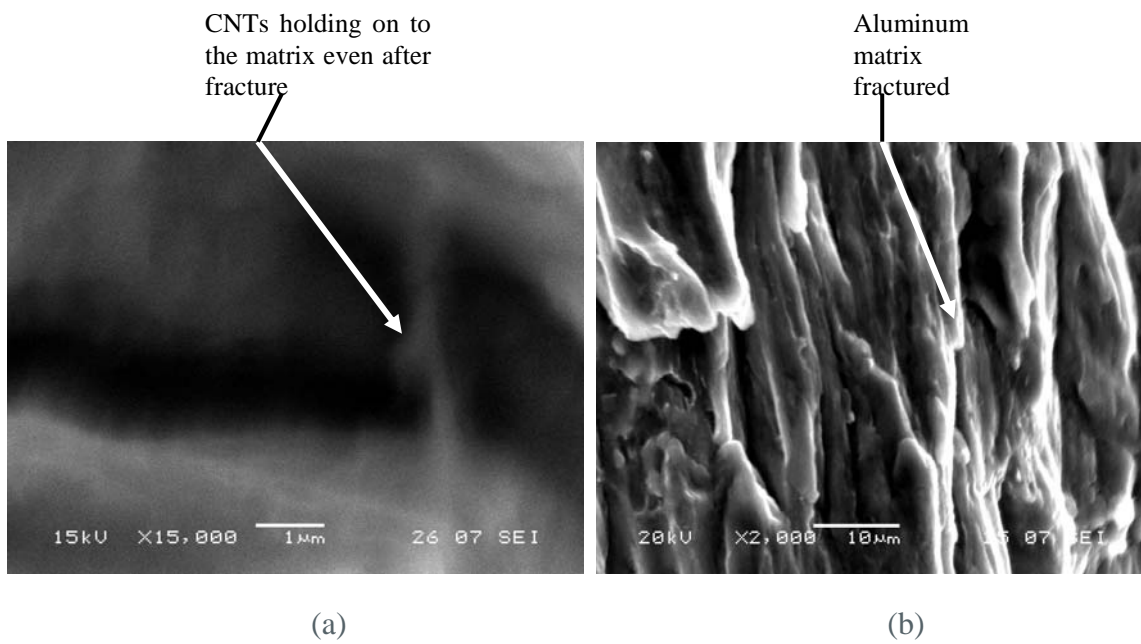 CNTs holding on to
the matrix even after
fracture
Aluminum
matrix
fractured
15kV X15,000 1μm 26 07 SEI
20kV X2,000 10μm 15 07 SEI
(a)
(b)